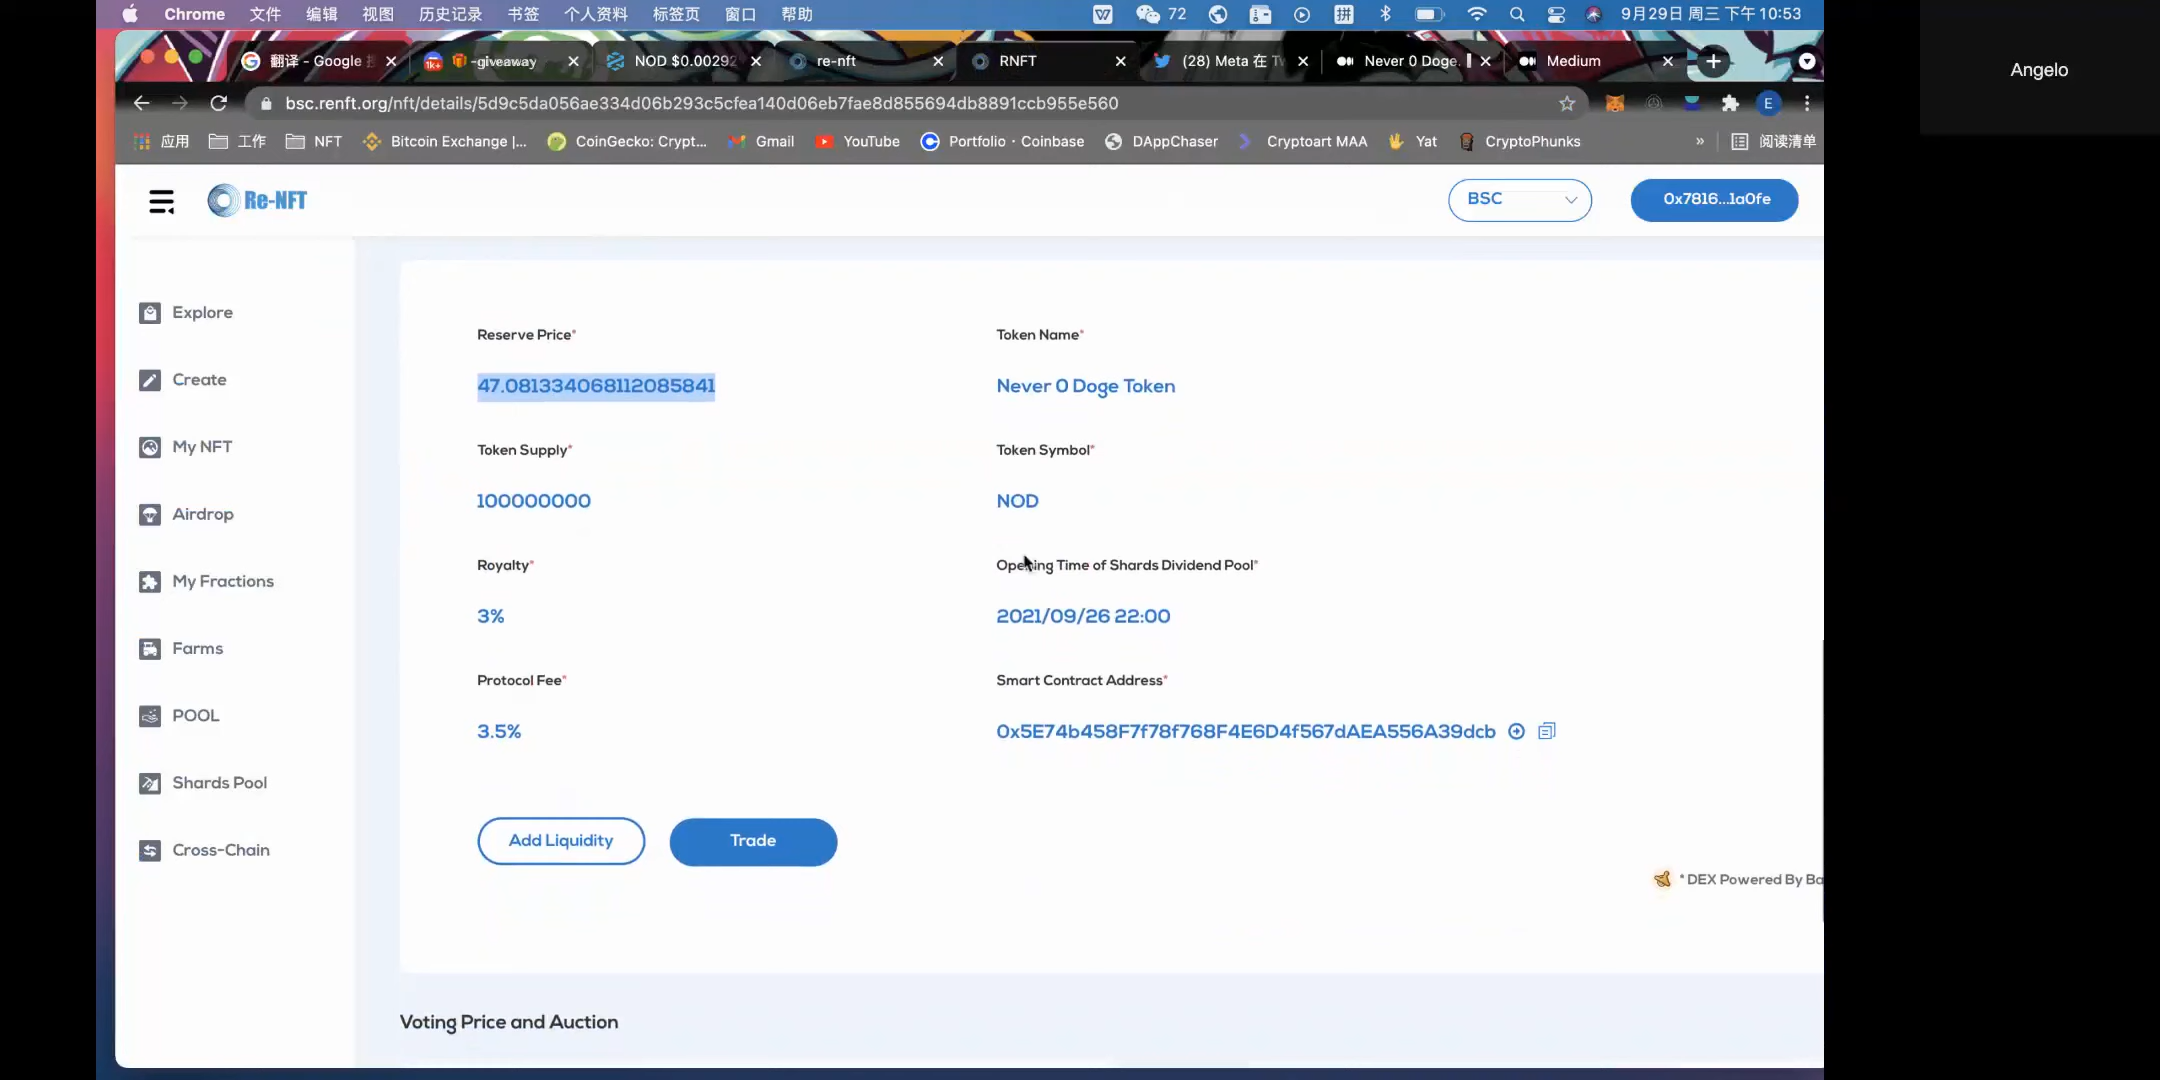 Chrome 文件 编辑 视图 历史记录 书签 个人资料 标签页 窗口 帮助 72 拼 9月29日 周三 下午10:53
Angelo
翻译 - Google -giveaway NOD $0.00292 re-nft RNFT (28) Meta 在 Tw Never 0 Doge. Medium
bsc.renft.org/nft/details/5d9c5da056ae334d06b293c5cfea140d06eb7fae8d855694db8891ccb955e560 E
应用 工作 NFT Bitcoin Exchange |... CoinGecko: Crypt... Gmail YouTube Portfolio · Coinbase DAppChaser Cryptoart MAA Yat CryptoPhunks » 阅读清单
Re-NFT BSC 0x7816...1a0fe
Explore
Create
My NFT
Airdrop
My Fractions
Farms
POOL
Shards Pool
Cross-Chain
Reserve Price* Token Name*
47.081334068112085841 Never 0 Doge Token
Token Supply* Token Symbol*
100000000 NOD
Royalty* Opening Time of Shards Dividend Pool*
3% 2021/09/26 22:00
Protocol Fee* Smart Contract Address*
3.5% 0x5E74b458F7f78f768F4E6D4f567dAEA556A39dcb
Add Liquidity Trade
* DEX Powered By Ba
Voting Price and Auction